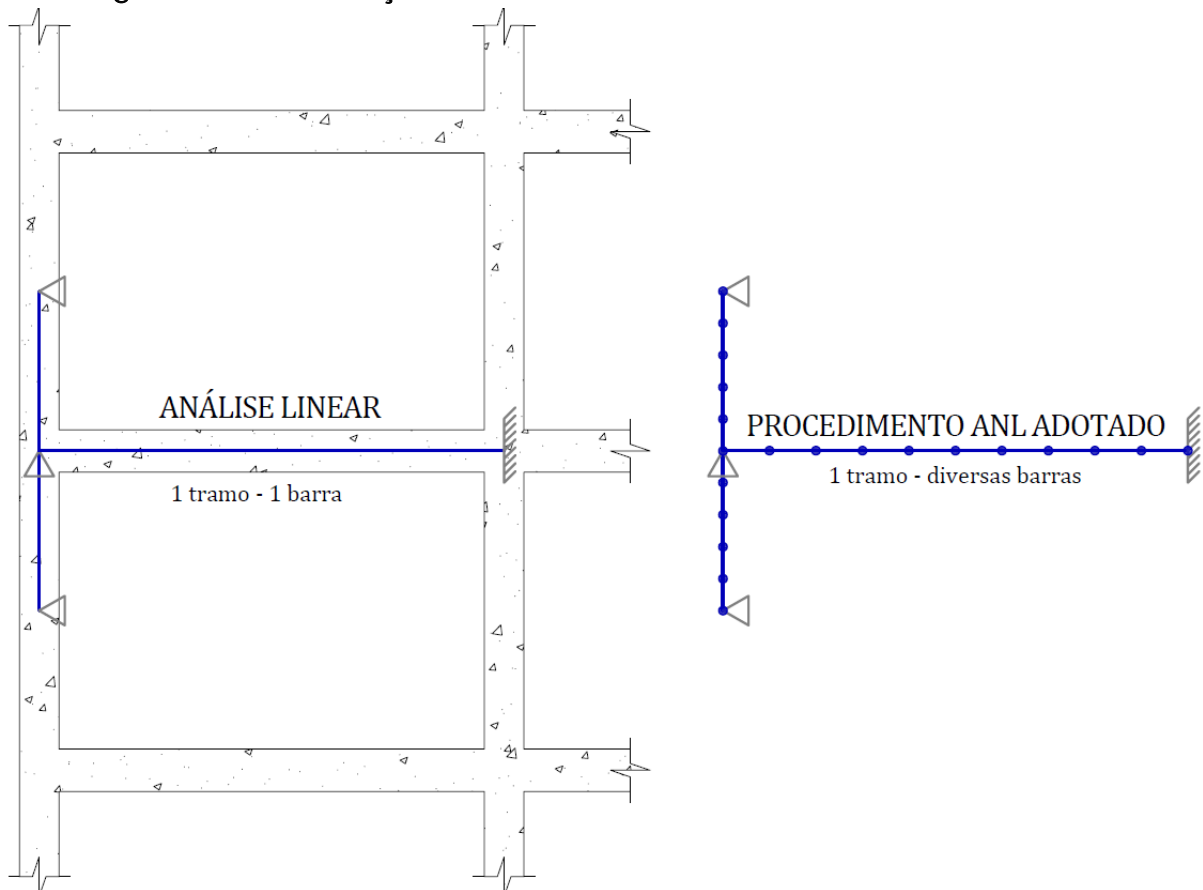 ANÁLISE LINEAR
1 tramo - 1 barra
PROCEDIMENTO ANL ADOTADO
1 tramo - diversas barras